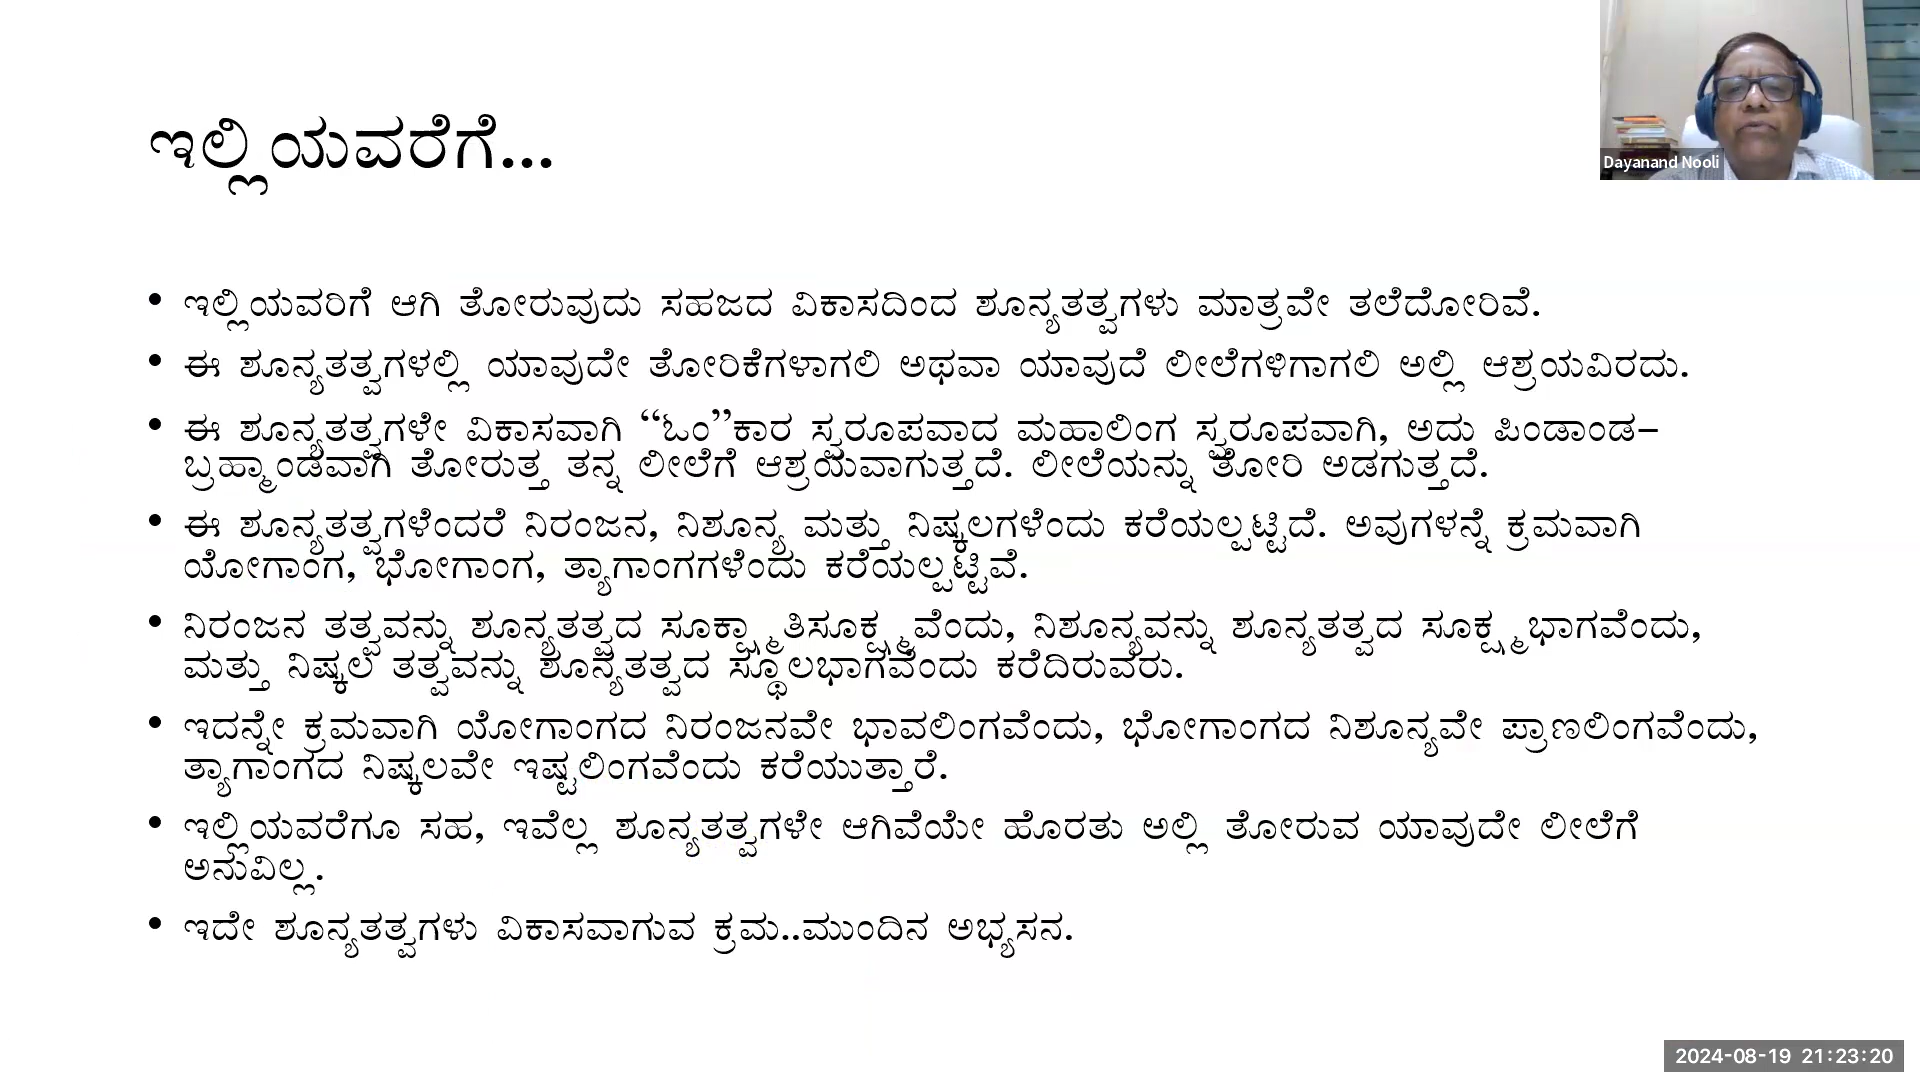 ಇಲ್ಲಿಯವರೆಗೆ...
Dayanand Nooli
• ಇಲ್ಲಿಯವರಿಗೆ ಆಗಿ ತೋರುವುದು ಸಹಜದ ವಿಕಾಸದಿಂದ ಶೂನ್ಯತತ್ವಗಳು ಮಾತ್ರವೇ ತಲೆದೋರಿವೆ.
• ಈ ಶೂನ್ಯತತ್ವಗಳಲ್ಲಿ ಯಾವುದೇ ತೋರಿಕೆಗಳಾಗಲಿ ಅಥವಾ ಯಾವುದೆ ಲೀಲೆಗಳಿಗಾಗಲಿ ಅಲ್ಲಿ ಆಶ್ರಯವಿರದು.
• ಈ ಶೂನ್ಯತತ್ವಗಳೇ ವಿಕಾಸವಾಗಿ “ಓಂ”ಕಾರ ಸ್ವರೂಪವಾದ ಮಹಾಲಿಂಗ ಸ್ವರೂಪವಾಗಿ, ಅದು ಪಿಂಡಾಂಡ–
ಬ್ರಹ್ಮಾಂಡವಾಗಿ ತೋರುತ್ತ ತನ್ನ ಲೀಲೆಗೆ ಆಶ್ರಯವಾಗುತ್ತದೆ. ಲೀಲೆಯನ್ನು ತೋರಿ ಅಡಗುತ್ತದೆ.
• ಈ ಶೂನ್ಯತತ್ವಗಳೆಂದರೆ ನಿರಂಜನ, ನಿಶೂನ್ಯ ಮತ್ತು ನಿಷ್ಕಲಗಳೆಂದು ಕರೆಯಲ್ಪಟ್ಟಿದೆ. ಅವುಗಳನ್ನೆ ಕ್ರಮವಾಗಿ
ಯೋಗಾಂಗ, ಭೋಗಾಂಗ, ತ್ಯಾಗಾಂಗಗಳೆಂದು ಕರೆಯಲ್ಪಟ್ಟಿವೆ.
• ನಿರಂಜನ ತತ್ವವನ್ನು ಶೂನ್ಯತತ್ವದ ಸೂಕ್ಷ್ಮಾತಿಸೂಕ್ಷ್ಮವೆಂದು, ನಿಶೂನ್ಯವನ್ನು ಶೂನ್ಯತತ್ವದ ಸೂಕ್ಷ್ಮಭಾಗವೆಂದು,
ಮತ್ತು ನಿಷ್ಕಲ ತತ್ವವನ್ನು ಶೂನ್ಯತತ್ವದ ಸ್ಥೂಲಭಾಗವೆಂದು ಕರೆದಿರುವರು.
• ಇದನ್ನೇ ಕ್ರಮವಾಗಿ ಯೋಗಾಂಗದ ನಿರಂಜನವೇ ಭಾವಲಿಂಗವೆಂದು, ಭೋಗಾಂಗದ ನಿಶೂನ್ಯವೇ ಪ್ರಾಣಲಿಂಗವೆಂದು,
ತ್ಯಾಗಾಂಗದ ನಿಷ್ಕಲವೇ ಇಷ್ಟಲಿಂಗವೆಂದು ಕರೆಯುತ್ತಾರೆ.
• ಇಲ್ಲಿಯವರೆಗೂ ಸಹ, ಇವೆಲ್ಲ ಶೂನ್ಯತತ್ವಗಳೇ ಆಗಿವೆಯೇ ಹೊರತು ಅಲ್ಲಿ ತೋರುವ ಯಾವುದೇ ಲೀಲೆಗೆ
ಅನುವಿಲ್ಲ.
• ಇದೇ ಶೂನ್ಯತತ್ವಗಳು ವಿಕಾಸವಾಗುವ ಕ್ರಮ..ಮುಂದಿನ ಅಭ್ಯಸನ.
2024-08-19 21:23:20